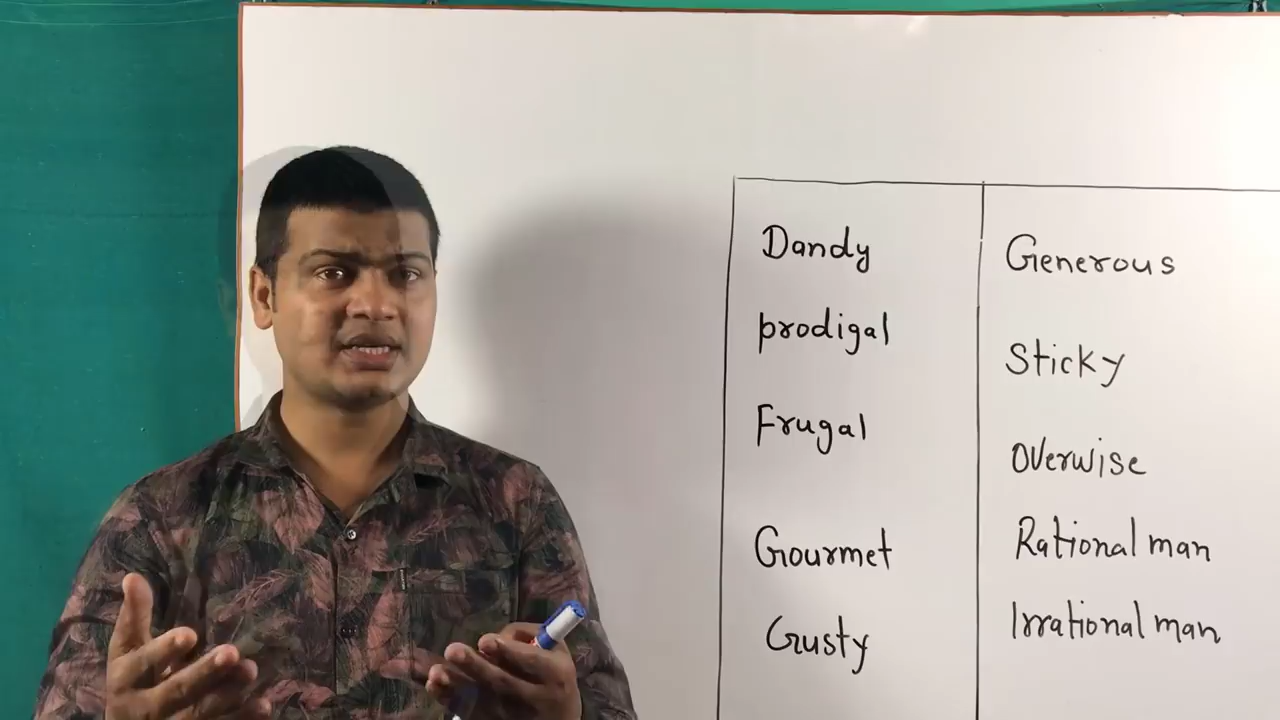 Dandy
prodigal
Frugal
Gourmet
Gusty
Generous
Sticky
Overwise
Rational man
Irrational man